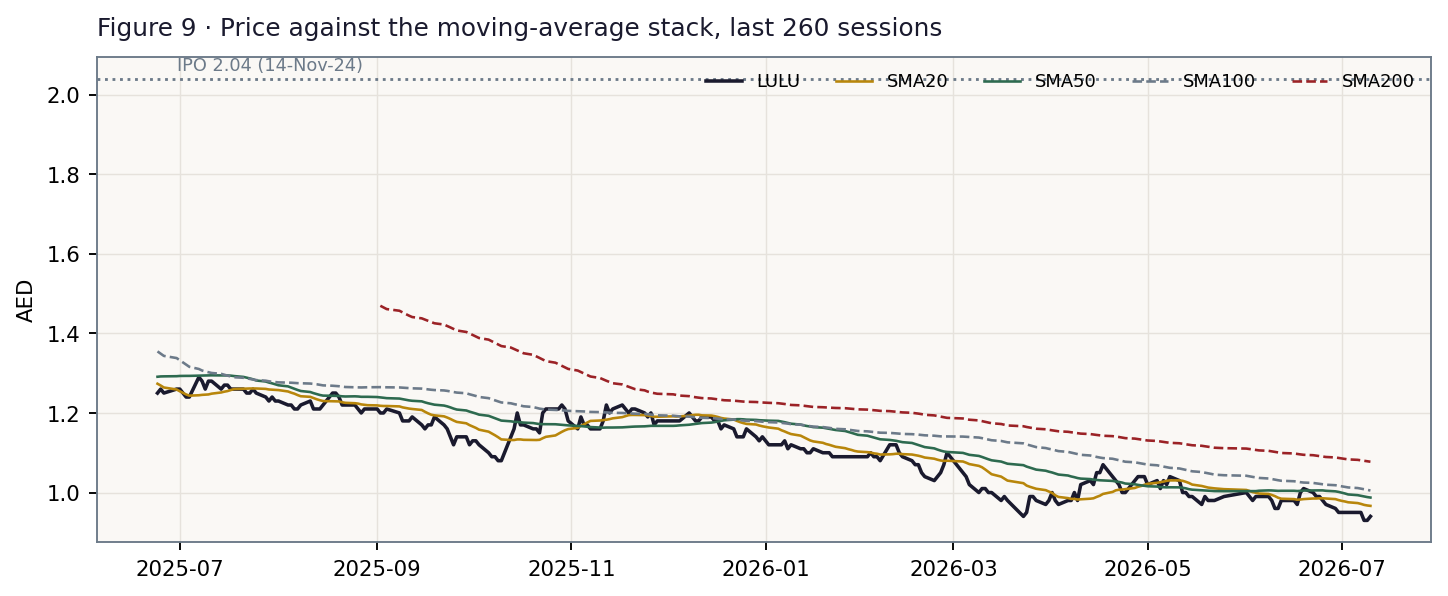 Figure 9 · Price against the moving-average stack, last 260 sessions
IPO 2.04 (14-Nov-24)
LULU SMA20 SMA50 SMA100 SMA200
2.0
1.8
1.6
1.4
1.2
1.0
AED
2025-07 2025-09 2025-11 2026-01 2026-03 2026-05 2026-07